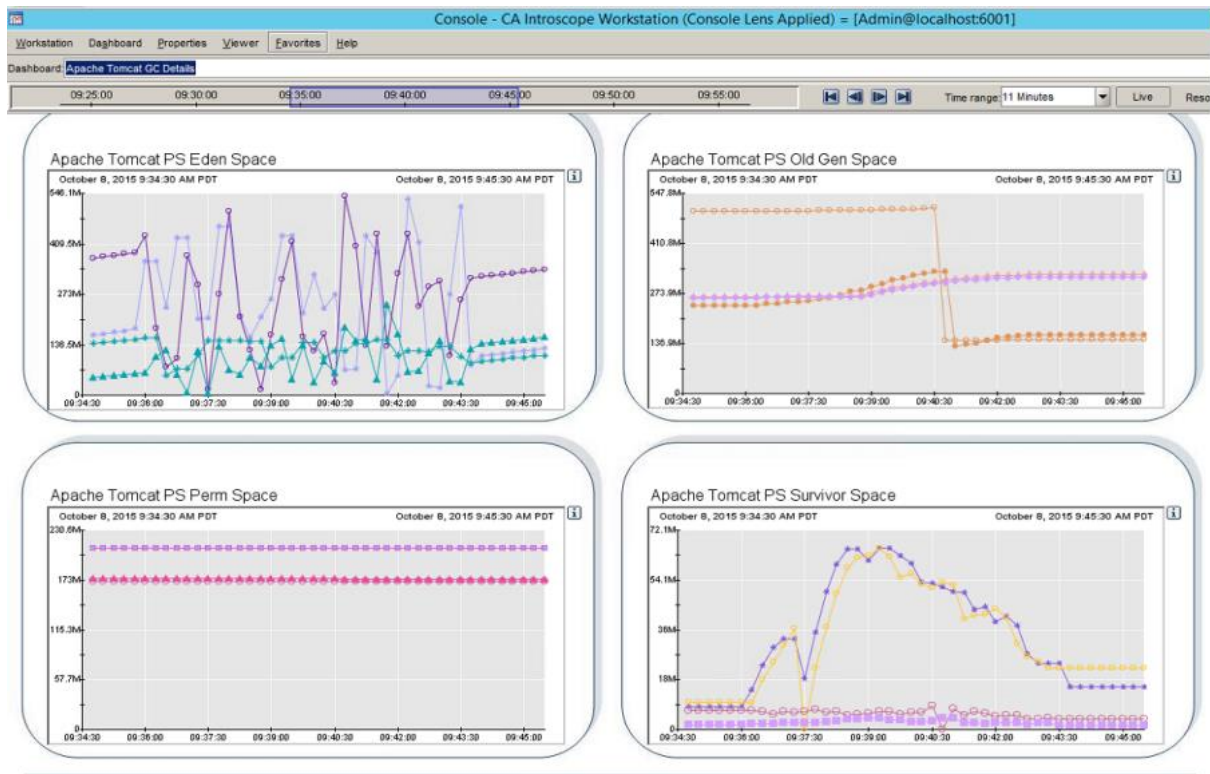 Console - CA Introscope Workstation (Console Lens Applied) = [Admin@localhost:6001]
Workstation Dashboard Properties Viewer Favorites Help
Dashboard: Apache Tomcat GC Details
09:25:00 09:30:00 09:35:00 09:40:00 09:45:00 09:50:00 09:55:00 Time range: 11 Minutes Live Reso
Apache Tomcat PS Eden Space
October 8, 2015 9:34:30 AM PDT October 8, 2015 9:45:30 AM PDT
546.1M
409.5M
273M
136.5M
0
09:34:30 09:36:00 09:37:30 09:39:00 09:40:30 09:42:00 09:43:30 09:45:00
Apache Tomcat PS Old Gen Space
October 8, 2015 9:34:30 AM PDT October 8, 2015 9:45:30 AM PDT
547.8M
410.8M
273.9M
136.9M
0
09:34:30 09:36:00 09:37:30 09:39:00 09:40:30 09:42:00 09:43:30 09:45:00
Apache Tomcat PS Perm Space
October 8, 2015 9:34:30 AM PDT October 8, 2015 9:45:30 AM PDT
230.6M
173M
115.3M
57.7M
0
09:34:30 09:36:00 09:37:30 09:39:00 09:40:30 09:42:00 09:43:30 09:45:00
Apache Tomcat PS Survivor Space
October 8, 2015 9:34:30 AM PDT October 8, 2015 9:45:30 AM PDT
72.1M
54.1M
36M
18M
0
09:34:30 09:36:00 09:37:30 09:39:00 09:40:30 09:42:00 09:43:30 09:45:00